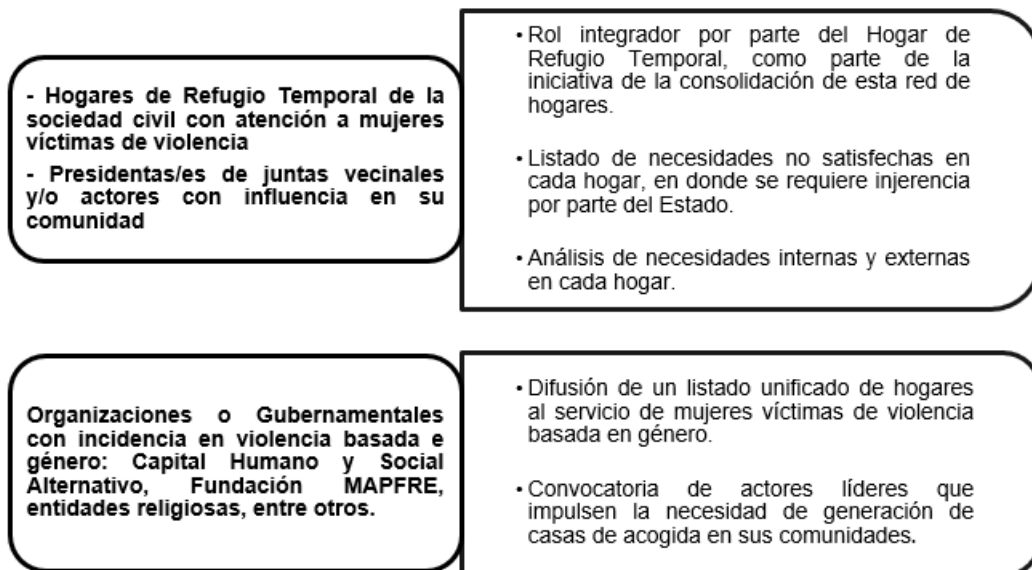 - Hogares de Refugio Temporal de la
sociedad civil con atención a mujeres
víctimas de violencia
- Presidentas/es de juntas vecinales
y/o actores con influencia en su
comunidad
• Rol integrador por parte del Hogar de
Refugio Temporal, como parte de la
iniciativa de la consolidación de esta red de
hogares.
• Listado de necesidades no satisfechas en
cada hogar, en donde se requiere injerencia
por parte del Estado.
• Análisis de necesidades internas y externas
en cada hogar.
Organizaciones o Gubernamentales
con incidencia en violencia basada e
género: Capital Humano y Social
Alternativo, Fundación MAPFRE,
entidades religiosas, entre otros.
• Difusión de un listado unificado de hogares
al servicio de mujeres víctimas de violencia
basada en género.
• Convocatoria de actores líderes que
impulsen la necesidad de generación de
casas de acogida en sus comunidades.